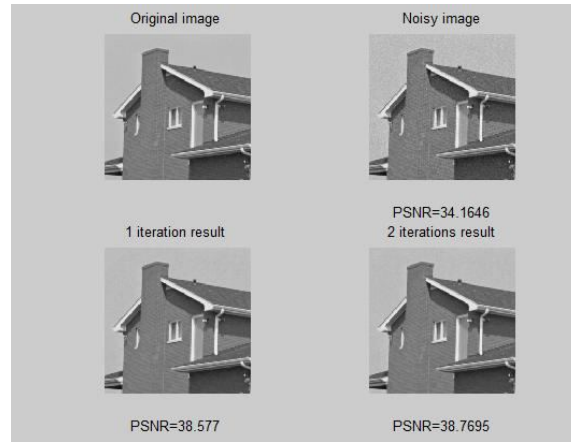 Original image
Noisy image
PSNR=34.1646
1 iteration result
2 iterations result
PSNR=38.577
PSNR=38.7695